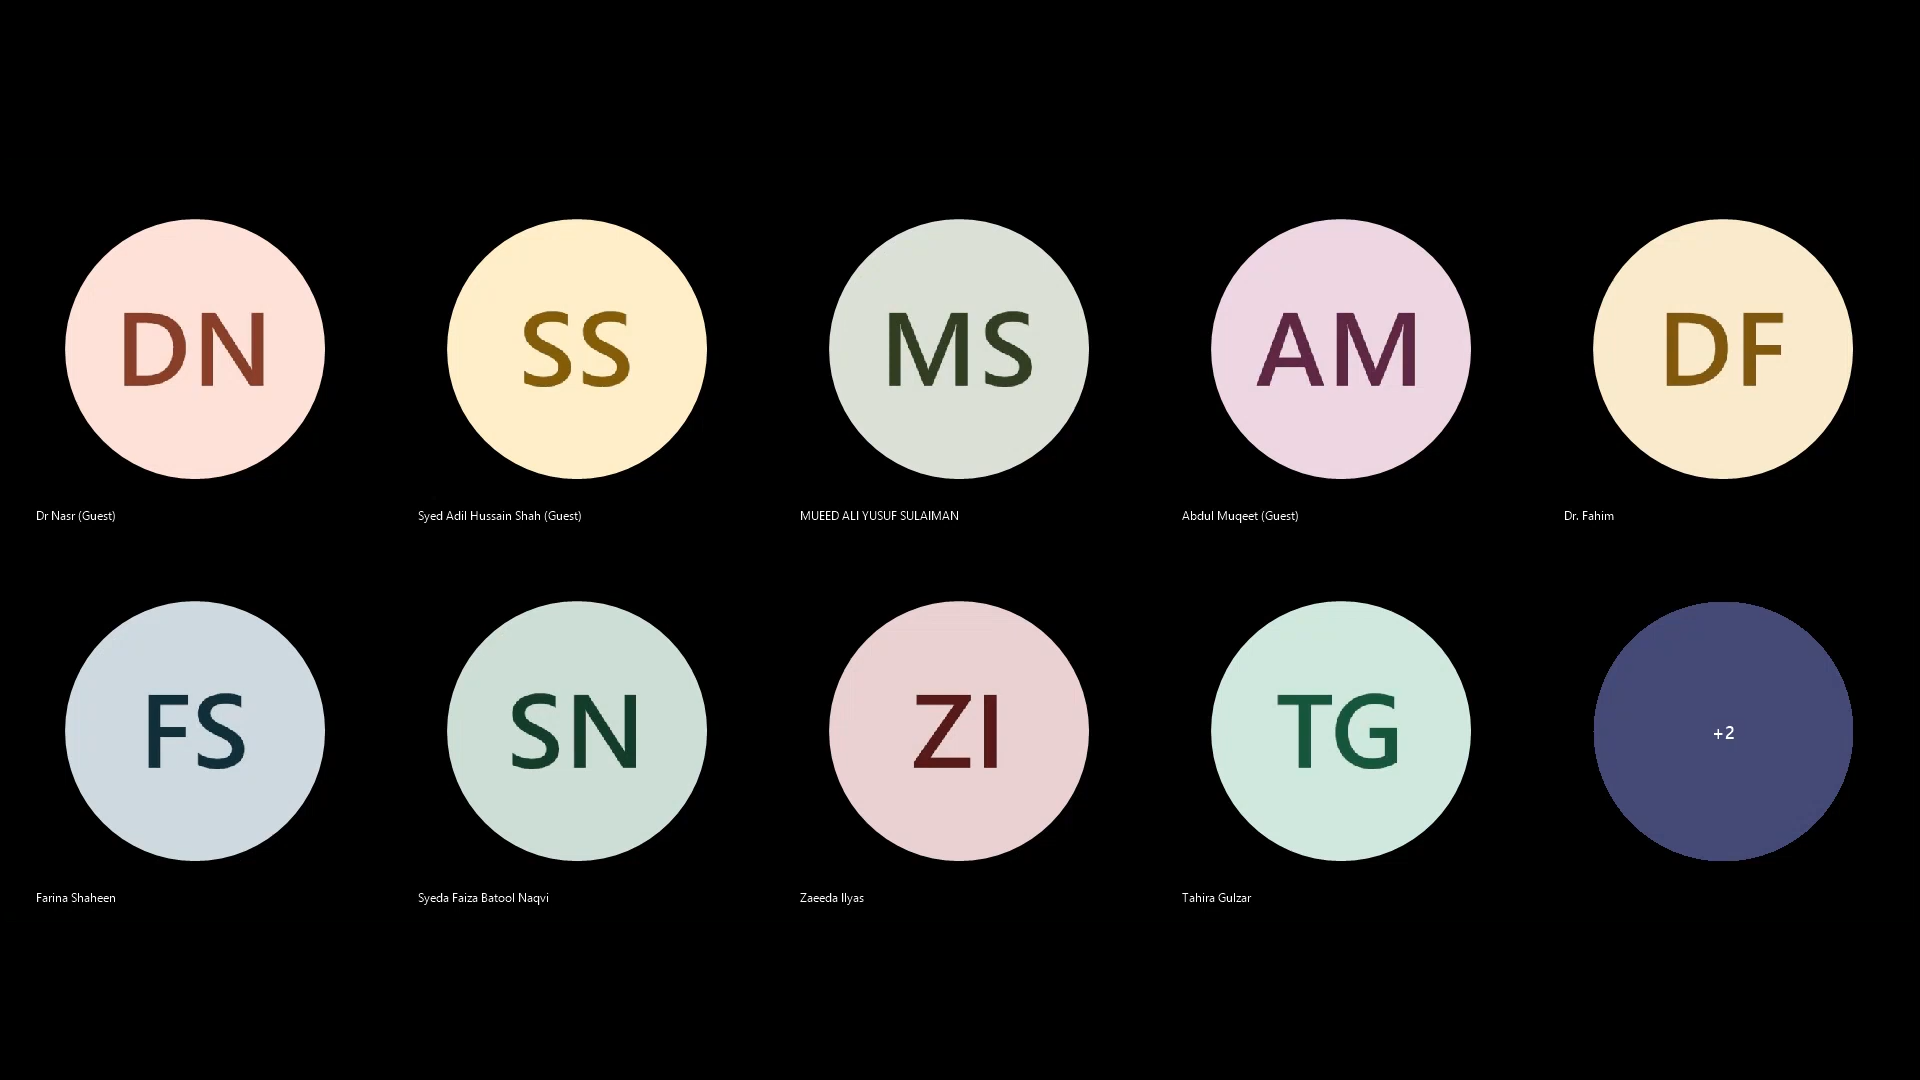 DN
SS
MS
AM
DF
Dr Nasr (Guest)
Syed Adil Hussain Shah (Guest)
MUEED ALI YUSUF SULAIMAN
Abdul Muqeet (Guest)
Dr. Fahim
FS
SN
ZI
TG
+2
Farina Shaheen
Syeda Faiza Batool Naqvi
Zaeeda Ilyas
Tahira Gulzar